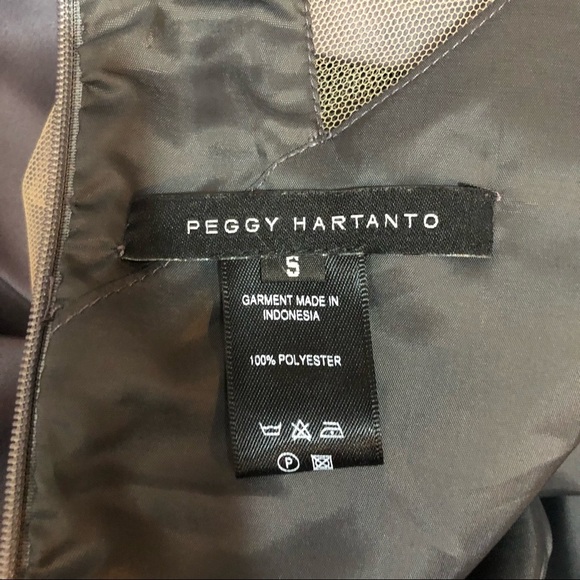 PEGGY HARTANTO
S
GARMENT MADE IN
INDONESIA
100% POLYESTER
P